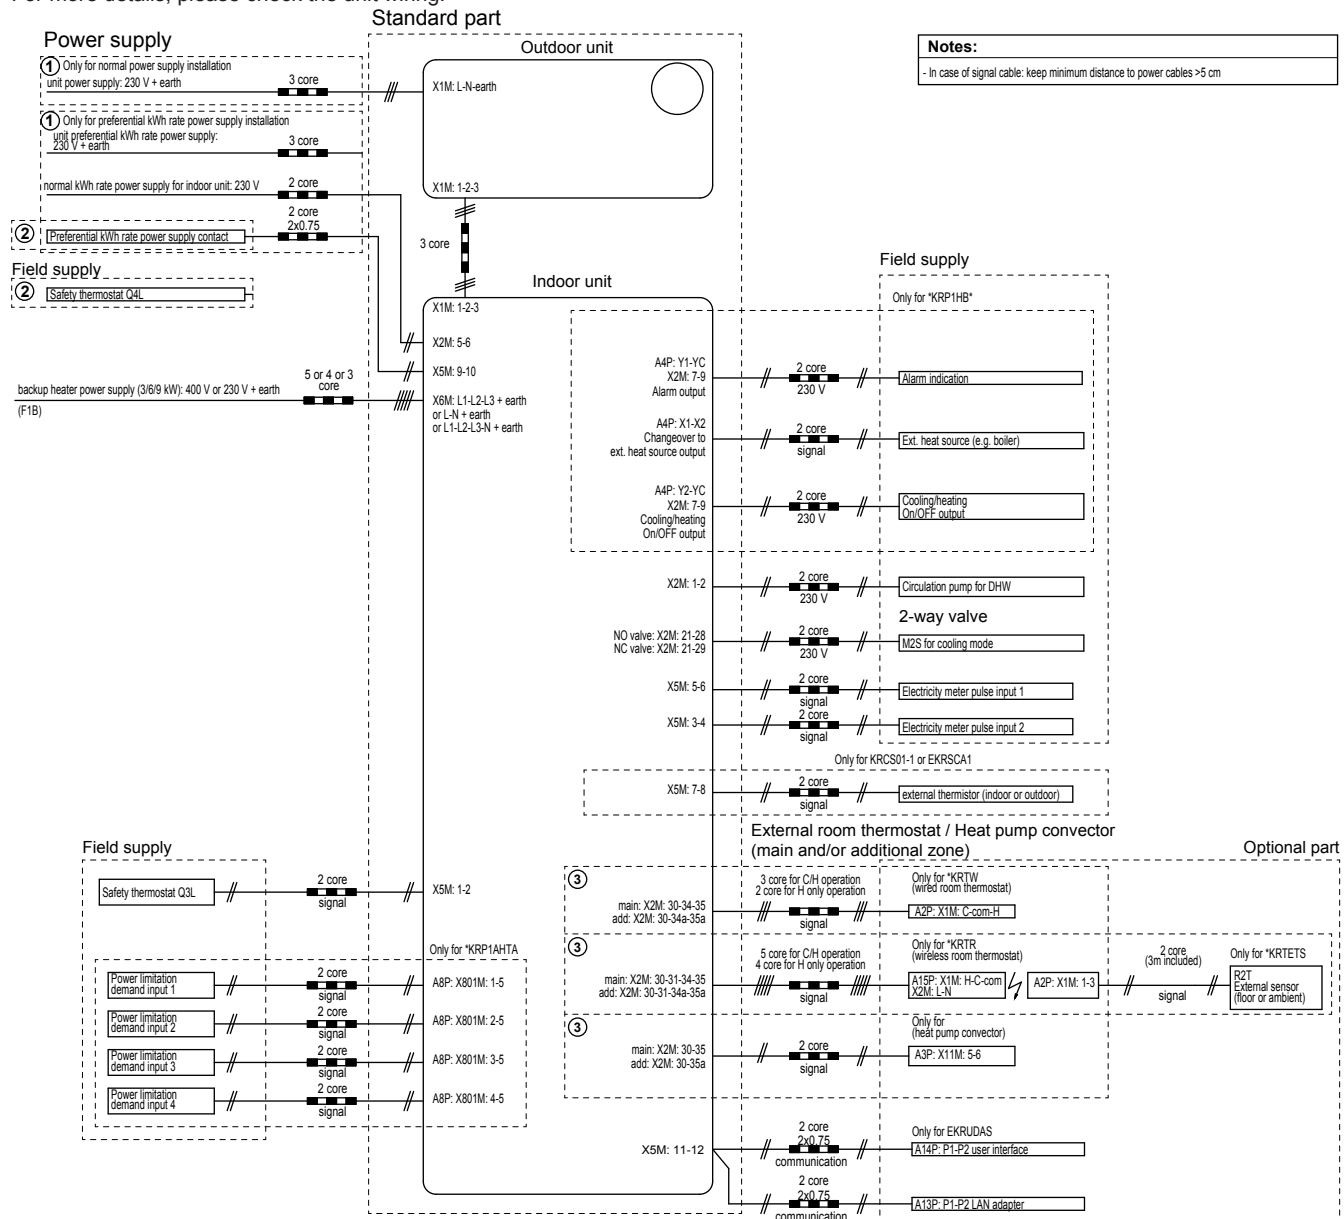 Standard part
Power supply
① Only for normal power supply installation
unit power supply: 230 V + earth
3 core
① Only for preferential kWh rate power supply installation
unit preferential kWh rate power supply:
230 V + earth
3 core
normal kWh rate power supply for indoor unit: 230 V
2 core
2 core
2x0.75
② Preferential kWh rate power supply contact
Field supply
② Safety thermostat Q4L
backup heater power supply (3/6/9 kW): 400 V or 230 V + earth
(F1B)
5 or 4 or 3
core
Outdoor unit
X1M: L-N-earth
X1M: 1-2-3
3 core
Indoor unit
X1M: 1-2-3
X2M: 5-6
X5M: 9-10
X6M: L1-L2-L3 + earth
or L-N + earth
or L1-L2-L3-N + earth
Notes:
- In case of signal cable: keep minimum distance to power cables >5 cm
Field supply
Only for *KRP1HB*
A4P: Y1-YC
X2M: 7-9
Alarm output
2 core
230 V
Alarm indication
A4P: X1-X2
Changeover to
ext. heat source output
2 core
signal
Ext. heat source (e.g. boiler)
A4P: Y2-YC
X2M: 7-9
Cooling/heating
On/OFF output
2 core
230 V
Cooling/heating
On/OFF output
X2M: 1-2
2 core
230 V
Circulation pump for DHW
2-way valve
NO valve: X2M: 21-28
NC valve: X2M: 21-29
2 core
230 V
M2S for cooling mode
X5M: 5-6
2 core
signal
Electricity meter pulse input 1
X5M: 3-4
2 core
signal
Electricity meter pulse input 2
Only for KRCS01-1 or EKRSCA1
X5M: 7-8
2 core
signal
external thermistor (indoor or outdoor)
External room thermostat / Heat pump convector
(main and/or additional zone)
Optional part
③
3 core for C/H operation
2 core for H only operation
main: X2M: 30-34-35
add: X2M: 30-34a-35a
signal
Only for *KRTW
(wired room thermostat)
A2P: X1M: C-com-H
③
5 core for C/H operation
4 core for H only operation
main: X2M: 30-31-34-35
add: X2M: 30-31-34a-35a
signal
Only for *KRTR
(wireless room thermostat)
A15P: X1M: H-C-com
X2M: L-N
A2P: X1M: 1-3
2 core
(3m included)
signal
Only for *KRTETS
R2T
External sensor
(floor or ambient)
③
main: X2M: 30-35
add: X2M: 30-35a
2 core
signal
Only for
(heat pump convector)
A3P: X11M: 5-6
X5M: 11-12
2 core
2x0.75
communication
Only for EKRUDAS
A14P: P1-P2 user interface
2 core
2x0.75
communication
A13P: P1-P2 LAN adapter
Field supply
Safety thermostat Q3L
2 core
signal
X5M: 1-2
Only for *KRP1AHTA
Power limitation
demand input 1
2 core
signal
A8P: X801M: 1-5
Power limitation
demand input 2
2 core
signal
A8P: X801M: 2-5
Power limitation
demand input 3
2 core
signal
A8P: X801M: 3-5
Power limitation
demand input 4
2 core
signal
A8P: X801M: 4-5